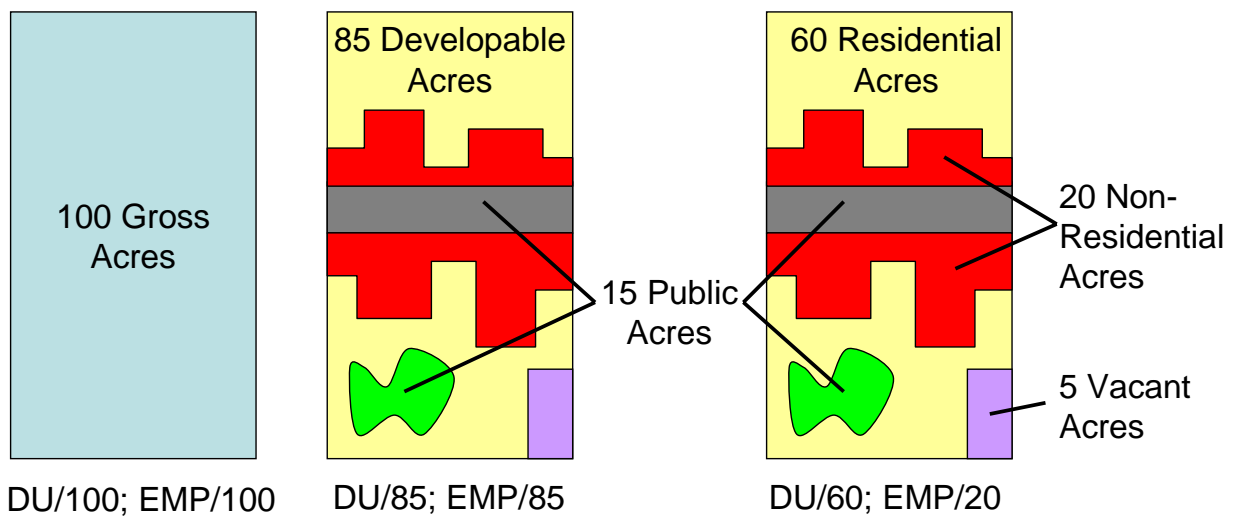 100 Gross
Acres
DU/100; EMP/100
85 Developable
Acres
DU/85; EMP/85
15 Public
Acres
60 Residential
Acres
DU/60; EMP/20
20 Non-
Residential
Acres
5 Vacant
Acres